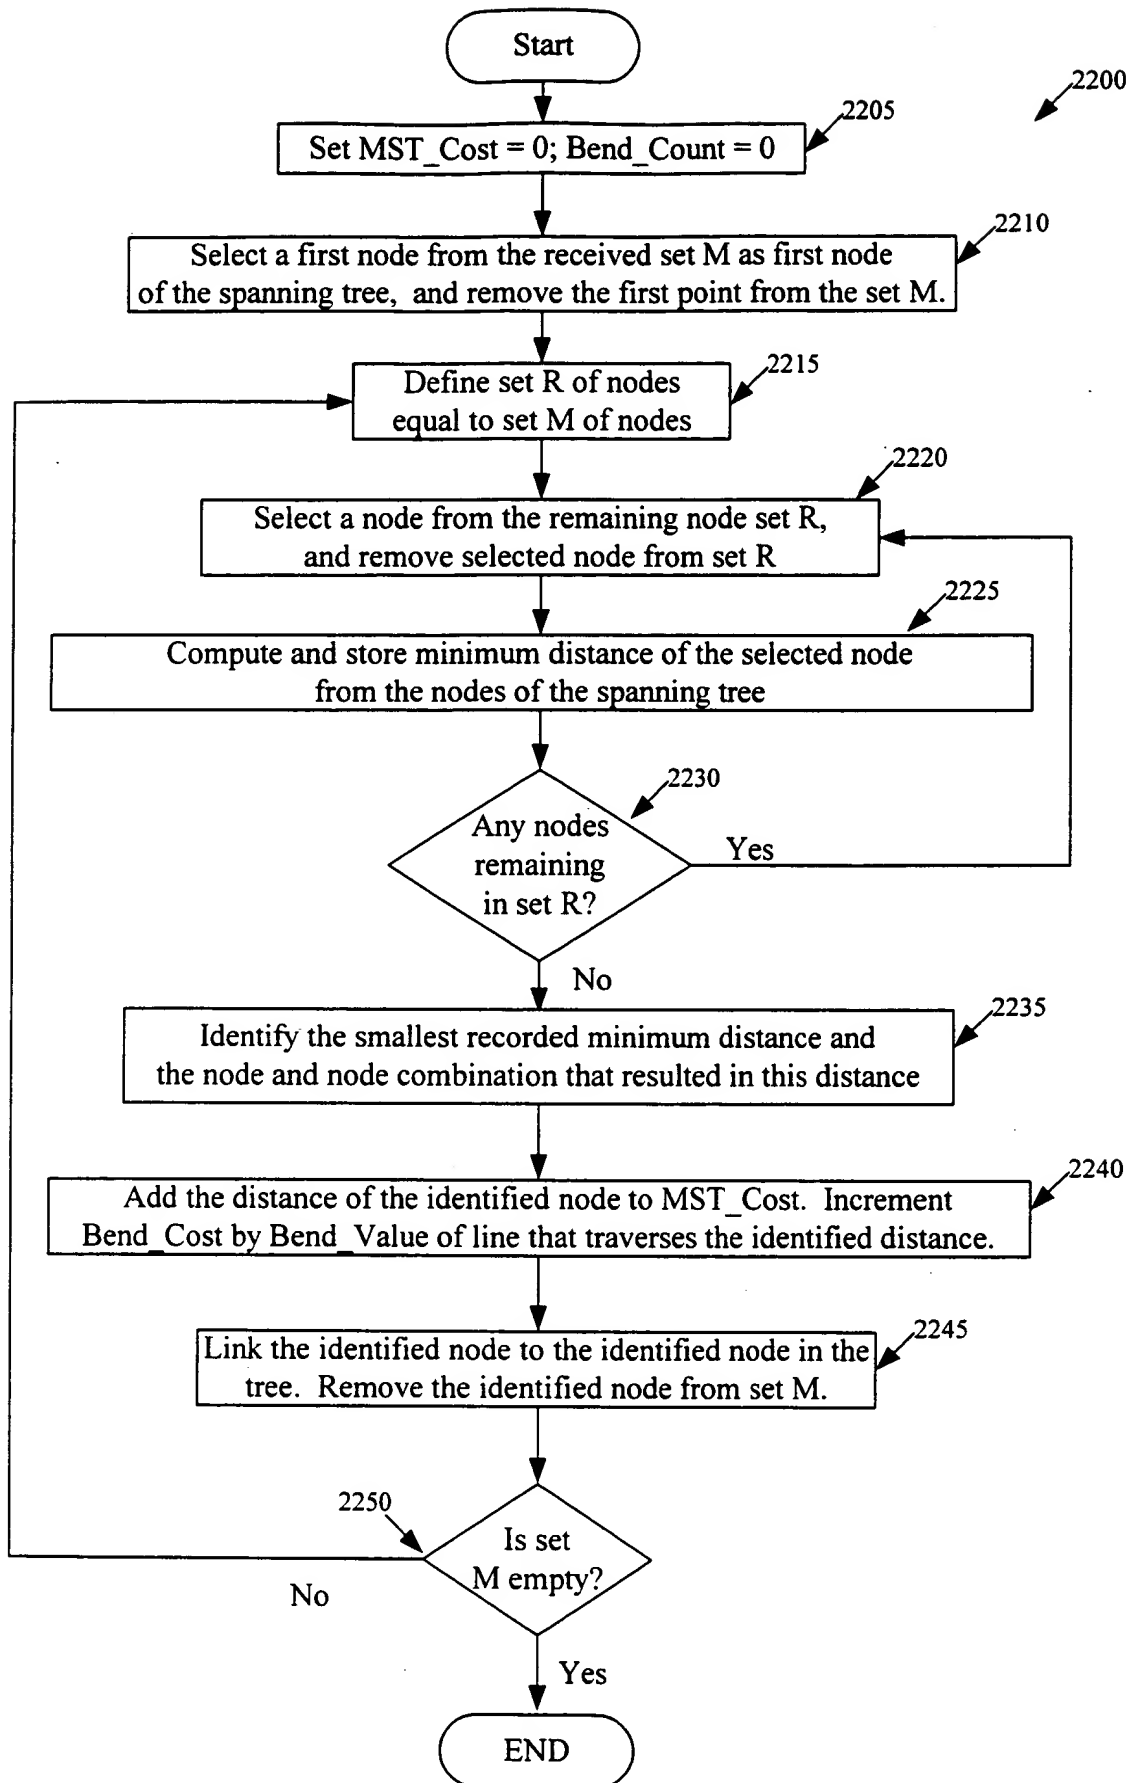 Start
2200
2205
Set MST_Cost = 0; Bend_Count = 0
2210
Select a first node from the received set M as first node
of the spanning tree, and remove the first point from the set M.
2215
Define set R of nodes
equal to set M of nodes
2220
Select a node from the remaining node set R,
and remove selected node from set R
2225
Compute and store minimum distance of the selected node
from the nodes of the spanning tree
2230
Any nodes
remaining
in set R?
Yes
No
2235
Identify the smallest recorded minimum distance and
the node and node combination that resulted in this distance
2240
Add the distance of the identified node to MST_Cost. Increment
Bend_Cost by Bend_Value of line that traverses the identified distance.
2245
Link the identified node to the identified node in the
tree. Remove the identified node from set M.
2250
Is set
M empty?
No
Yes
END